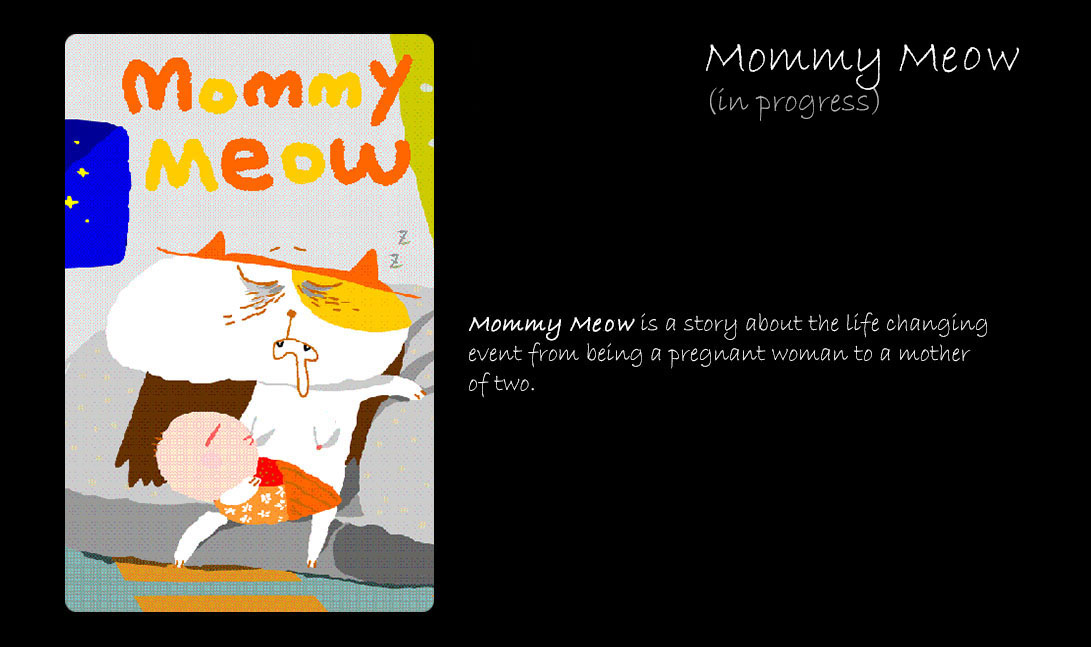 Mommy
Meow
z
z
Mommy Meow
(in progress)
Mommy Meow is a story about the life changing
event from being a pregnant woman to a mother
of two.